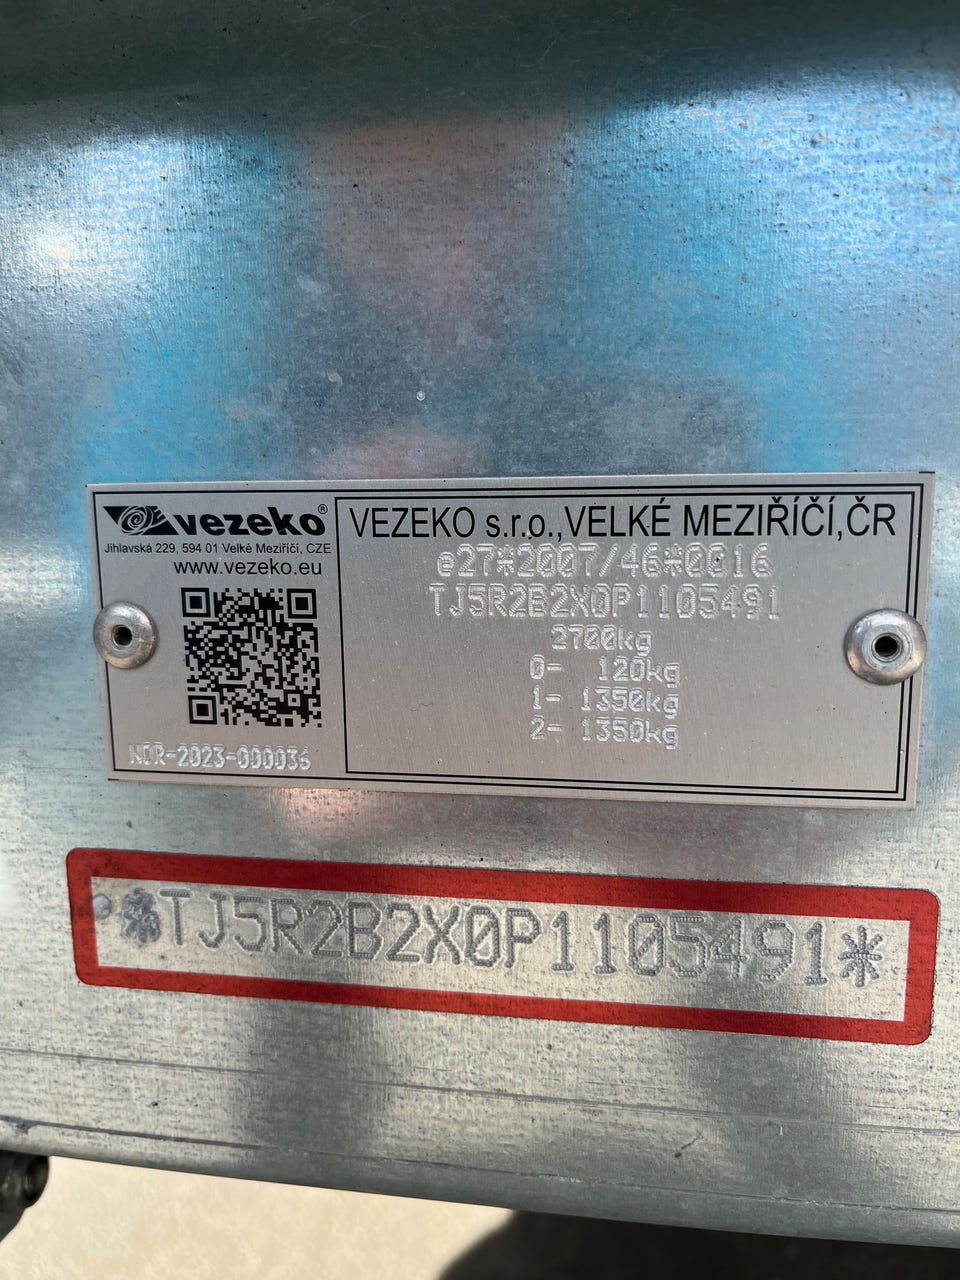 vezeko®
Jihlavská 229, 594 01 Velké Meziříčí, CZE
www.vezeko.eu
NOR-2023-000036
VEZEKO s.r.o.,VELKÉ MEZIŘÍČÍ,ČR
e27*2007/46*0016
TJ5R2B2X0P1105491
2700kg
0- 120kg
1- 1350kg
2- 1350kg
*TJ5R2B2X0P1105491*